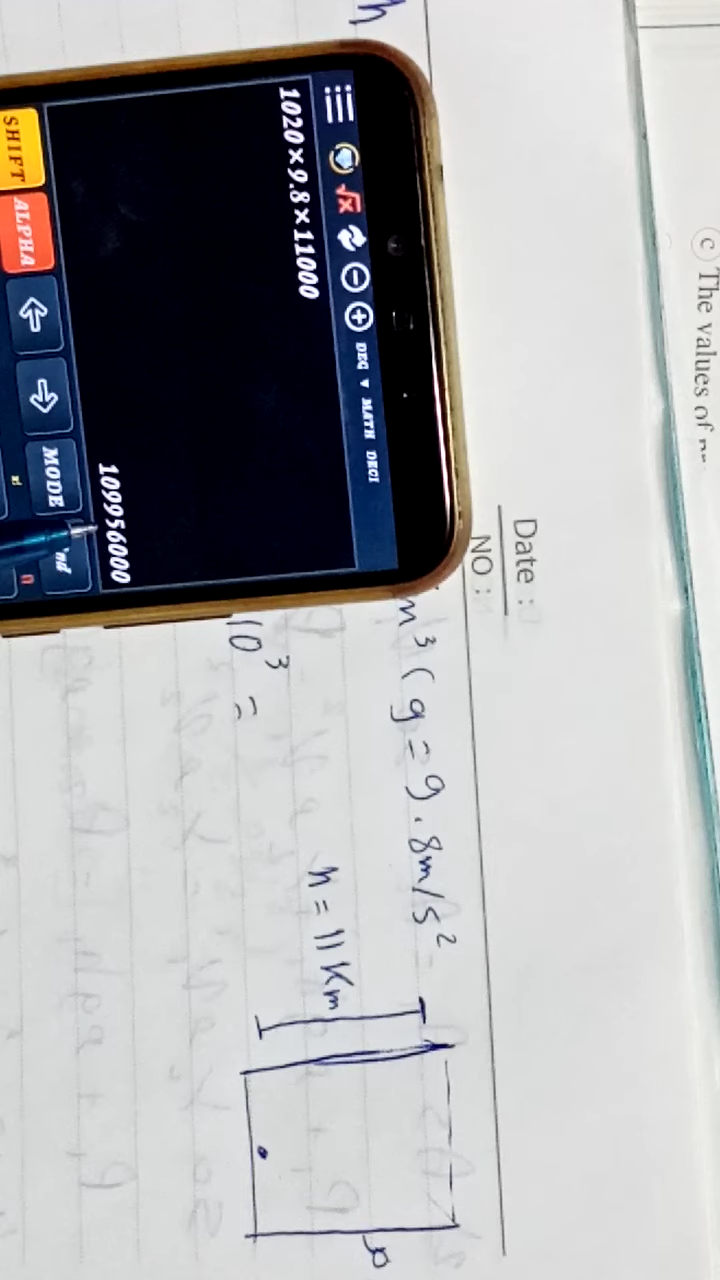 c The values of
Date :
NO :
m³ ( g = 9.8m/s²
h = 11 Km
10³ =
DEG ▾ MATH DECI
1020×9.8×11000
109956000
SHIFT ALPHA MODE